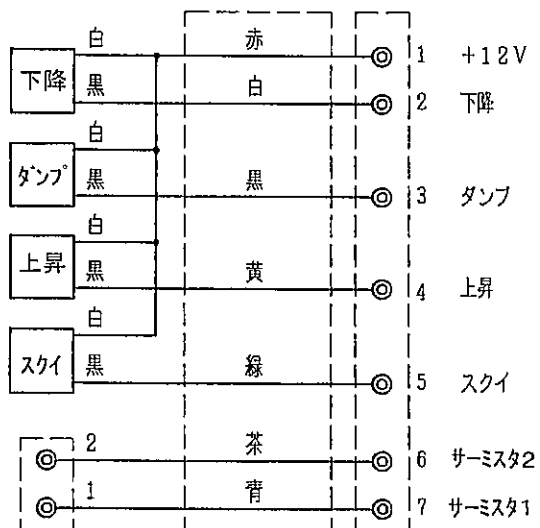 白 赤 1 +12V
下降 黒 白 2 下降
白
ダンプ 黒 黒 3 ダンプ
白
上昇 黒 黄 4 上昇
白
スクイ 黒 緑 5 スクイ
2 茶 6 サーミスタ2
1 青 7 サーミスタ1